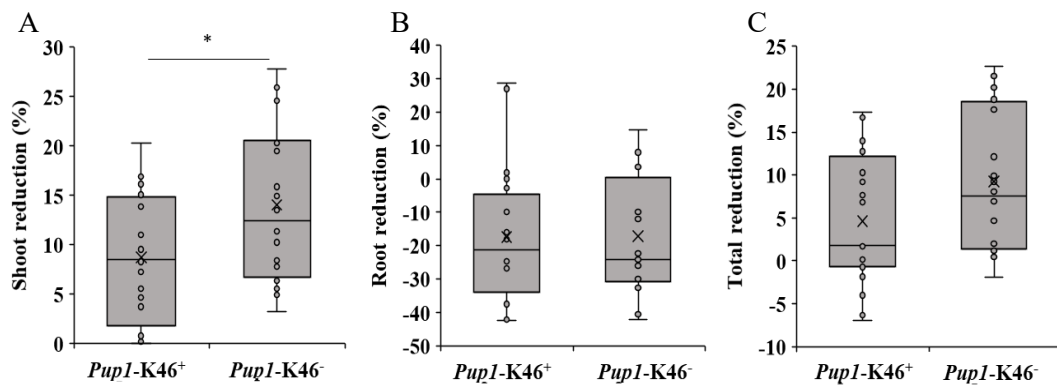 A
Shoot reduction (%)
30
25
20
15
10
5
0
*
Pup1-K46⁺
Pup1-K46⁻
B
Root reduction (%)
40
30
20
10
0
-10
-20
-30
-40
-50
Pup1-K46⁺
Pup1-K46⁻
C
Total reduction (%)
25
20
15
10
5
0
-5
-10
Pup1-K46⁺
Pup1-K46⁻